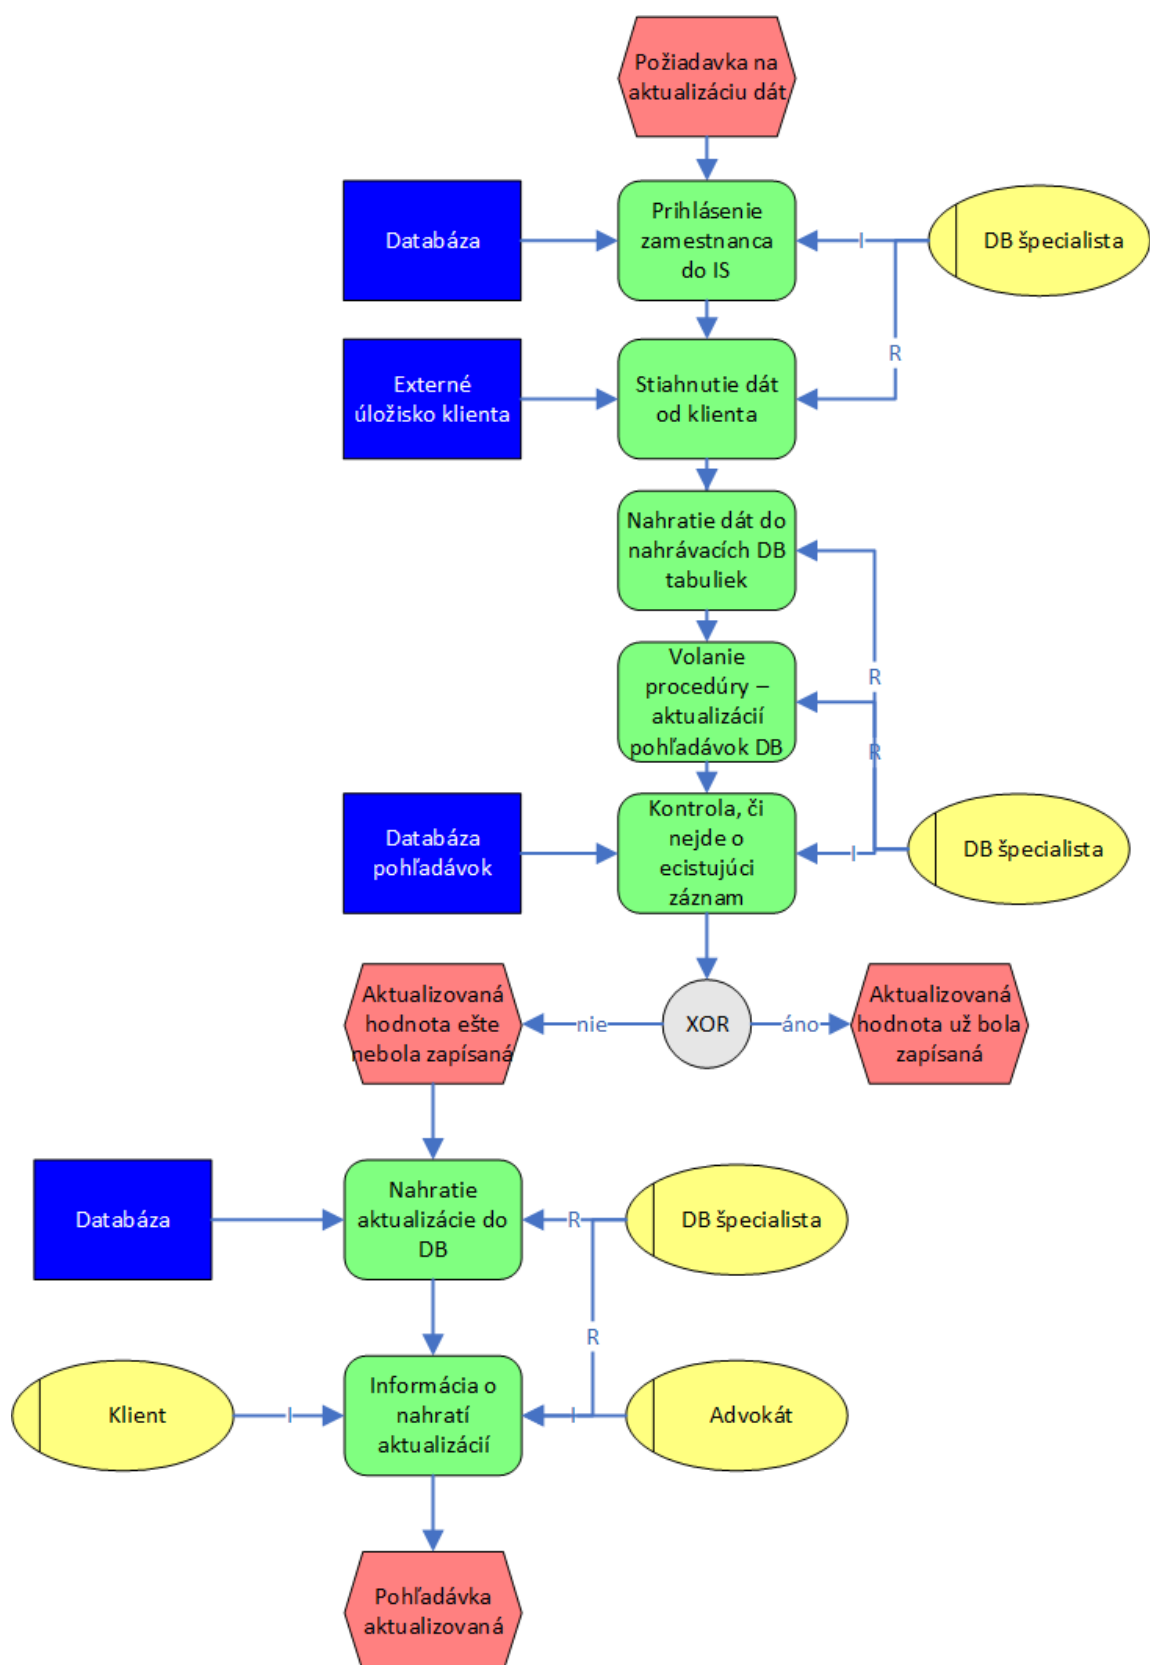 Požiadavka na
aktualizáciu dát
Databáza
Prihlásenie
zamestnanca
do IS
I
DB špecialista
R
Externé
úložisko klienta
Stiahnutie dát
od klienta
Nahratie dát do
nahrávacích DB
tabuliek
R
Volanie
procedúry –
aktualizácií
pohľadávok DB
R
Databáza
pohľadávok
Kontrola, či
nejde o
ecistujúci
záznam
I
DB špecialista
Aktualizovaná
hodnota ešte
nebola zapísaná
nie
XOR
áno
Aktualizovaná
hodnota už bola
zapísaná
Databáza
Nahratie
aktualizácie do
DB
R
DB špecialista
R
Klient
I
Informácia o
nahratí
aktualizácií
I
Advokát
Pohľadávka
aktualizovaná